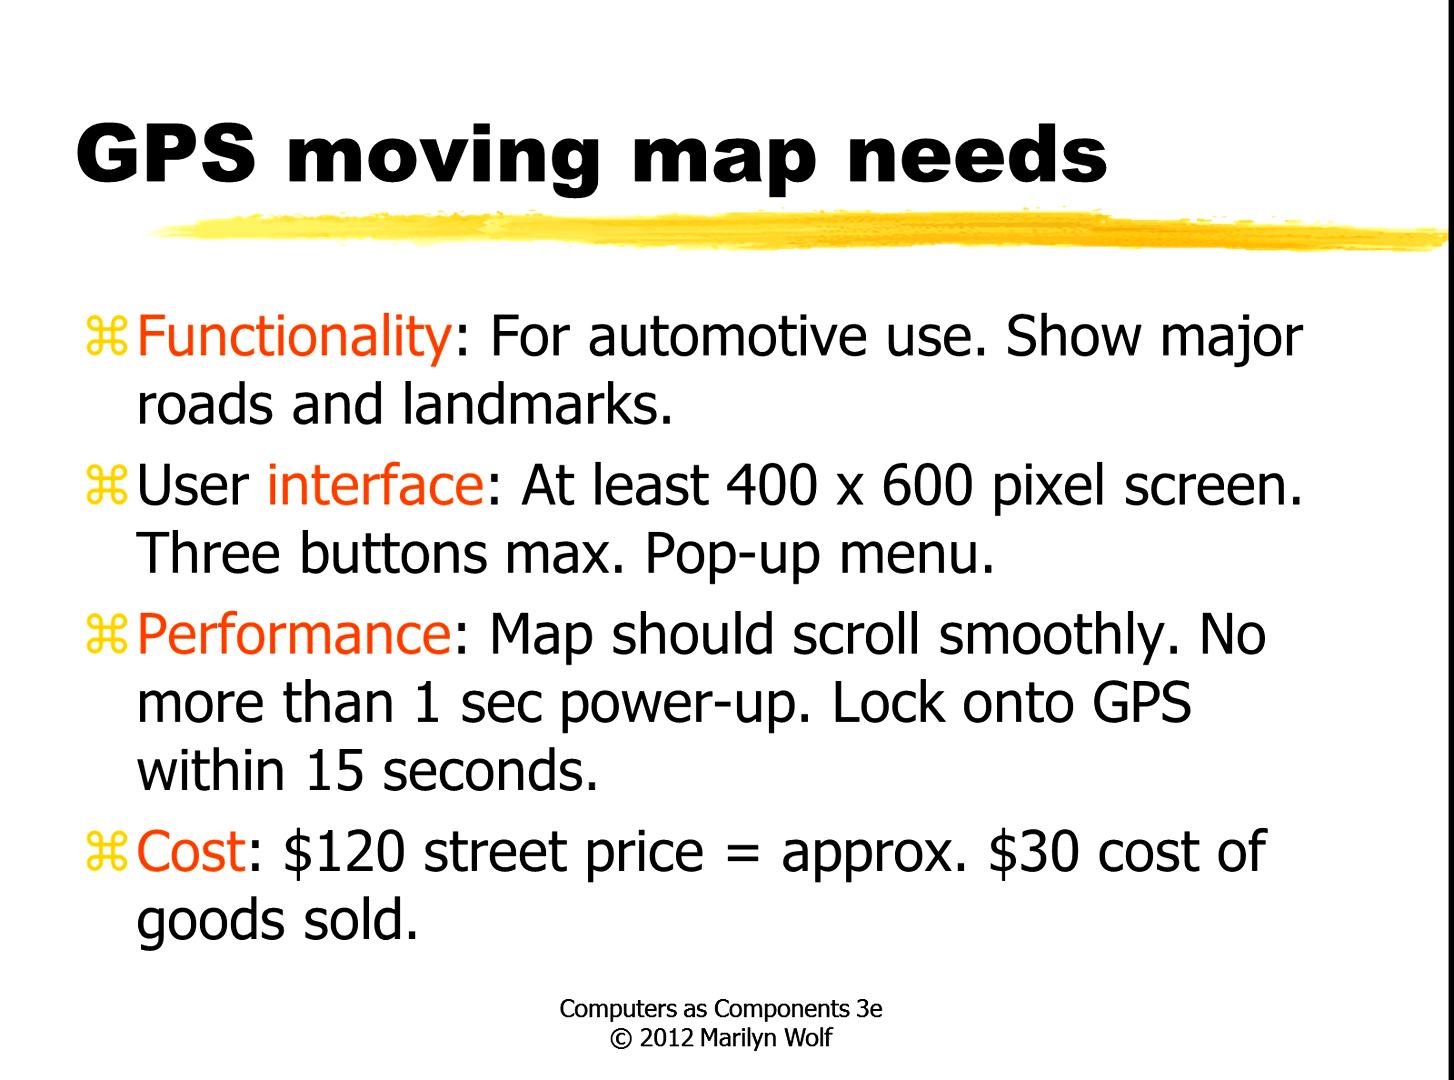 GPS moving map needs
⌘Functionality: For automotive use. Show major
roads and landmarks.
⌘User interface: At least 400 x 600 pixel screen.
Three buttons max. Pop-up menu.
⌘Performance: Map should scroll smoothly. No
more than 1 sec power-up. Lock onto GPS
within 15 seconds.
⌘Cost: $120 street price = approx. $30 cost of
goods sold.
Computers as Components 3e
© 2012 Marilyn Wolf